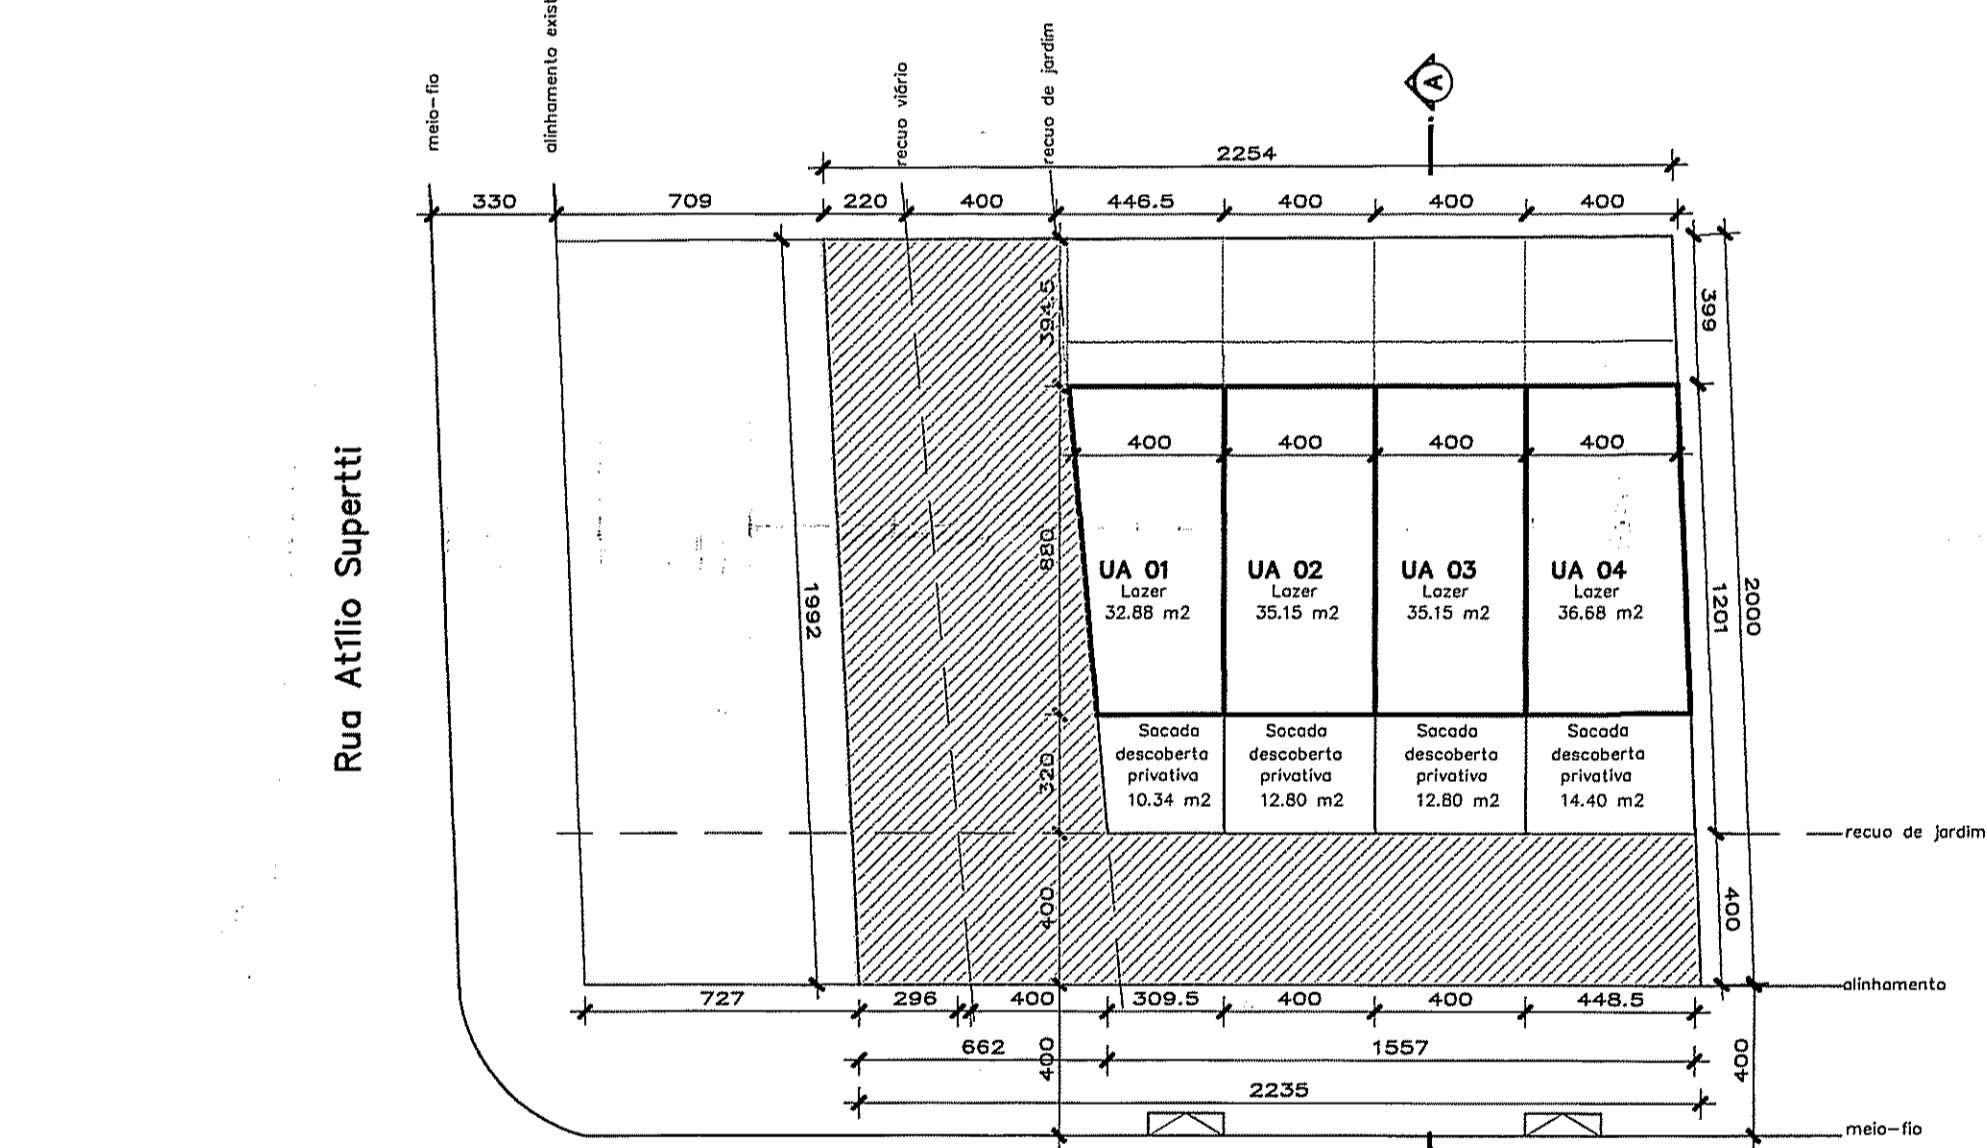 meio-fio
alinhamento exist
recuo viário
recuo de jardim
A
2254
330
709
220
400
446.5
400
400
400
394.5
399
400
400
400
400
Rua Atílio Supertti
880
1992
1201
2000
UA 01
Lazer
32.88 m2
UA 02
Lazer
35.15 m2
UA 03
Lazer
35.15 m2
UA 04
Lazer
36.68 m2
Sacada
descoberta
privativa
10.34 m2
Sacada
descoberta
privativa
12.80 m2
Sacada
descoberta
privativa
12.80 m2
Sacada
descoberta
privativa
14.40 m2
320
recuo de jardim
400
400
alinhamento
727
296
400
309.5
400
400
448.5
662
400
1557
400
2235
meio-fio